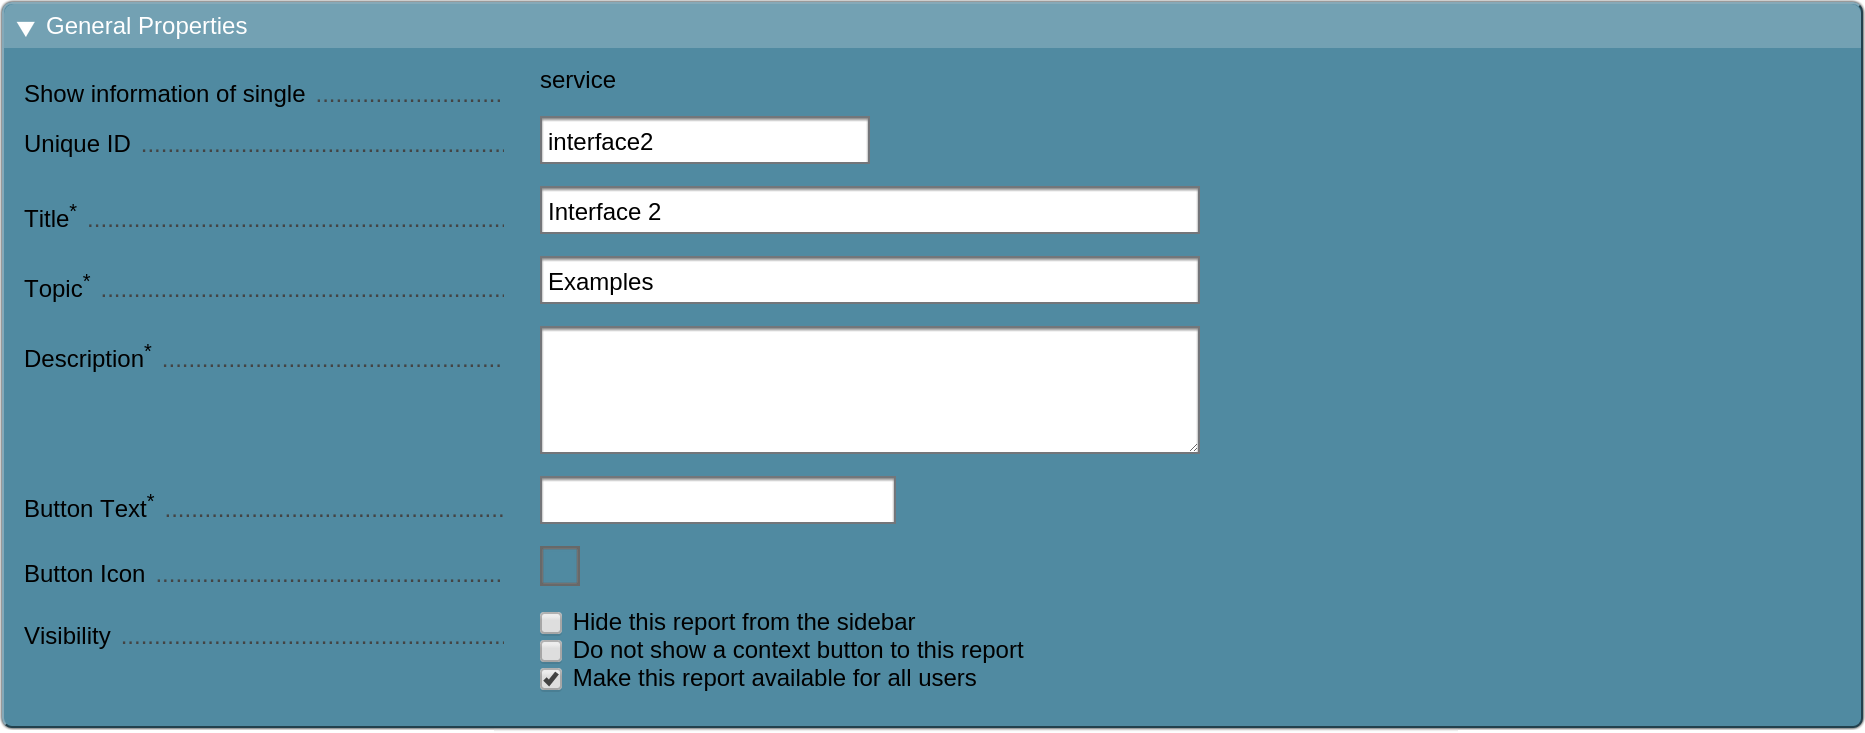 General Properties
Show information of single ............................ service
Unique ID interface2
Title* Interface 2
Topic* Examples
Description*
Button Text*
Button Icon
Visibility
Hide this report from the sidebar
Do not show a context button to this report
Make this report available for all users